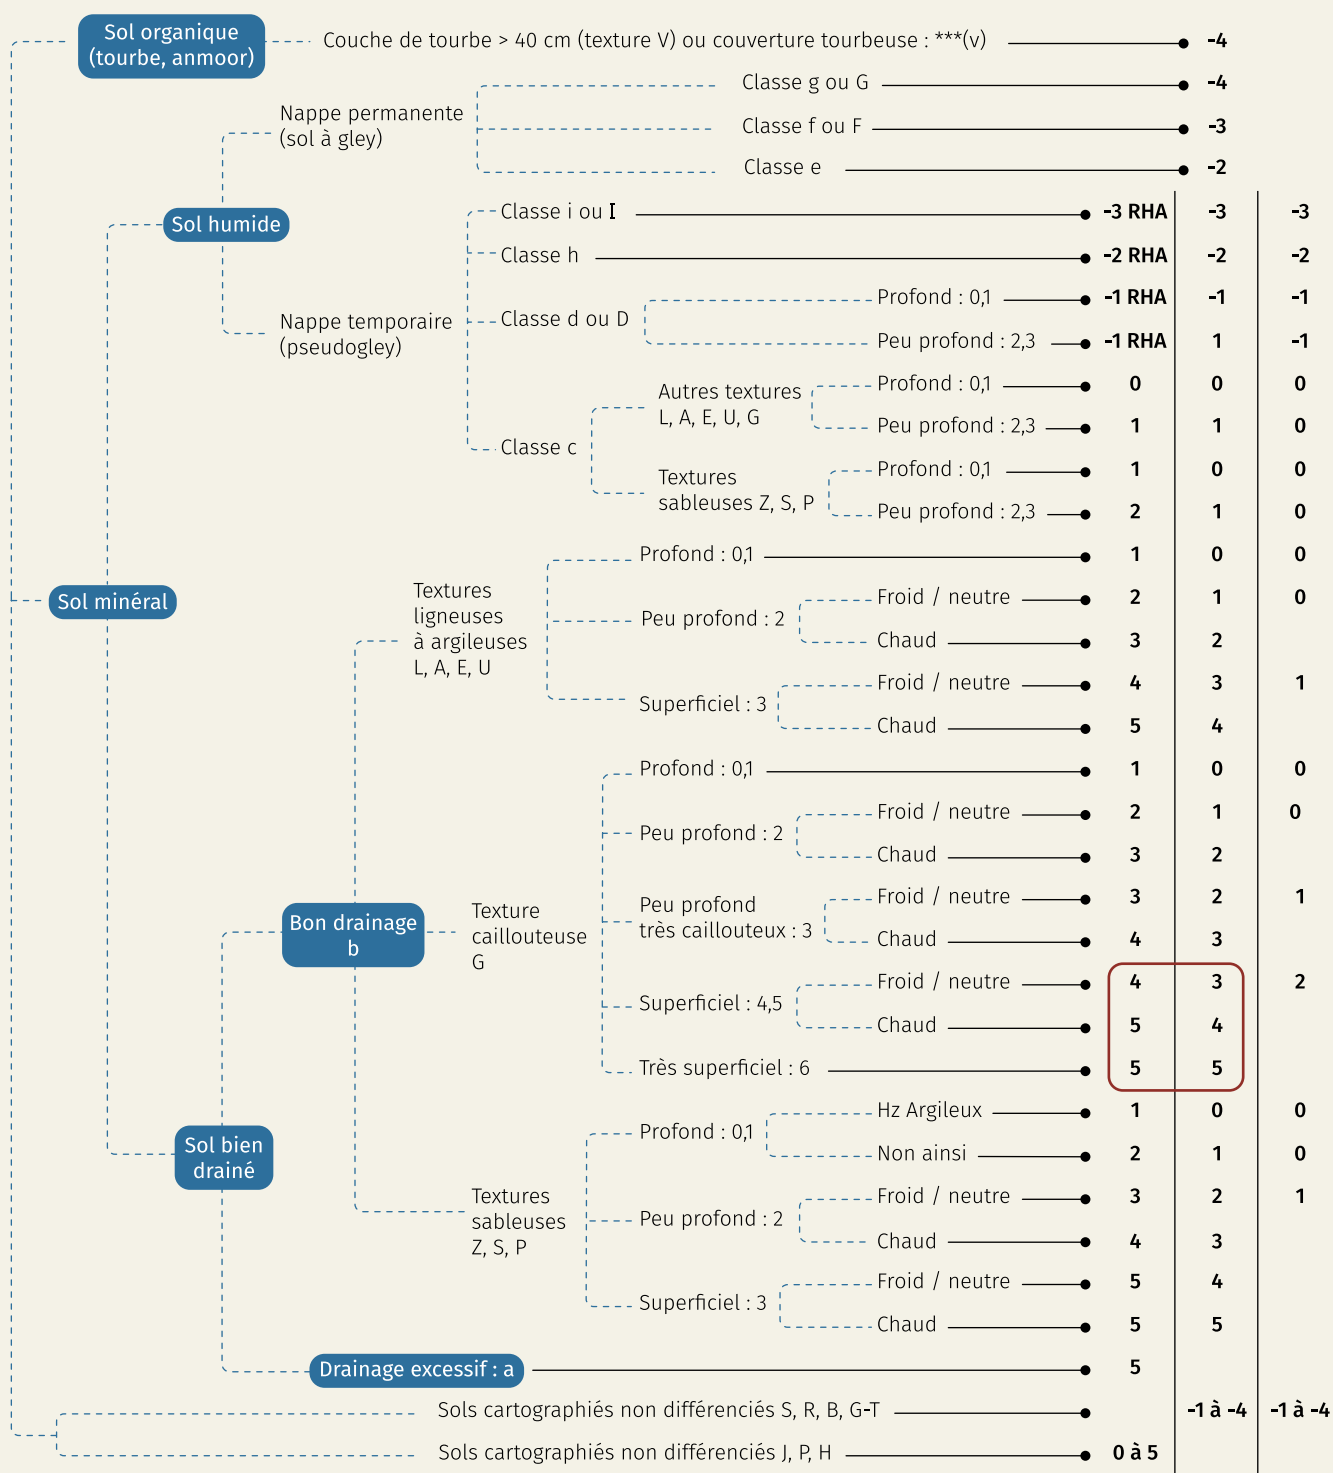 Sol organique
(tourbe, anmoor)
Couche de tourbe > 40 cm (texture V) ou couverture tourbeuse : ***(v) -4
Nappe permanente
(sol à gley)
Classe g ou G -4
Classe f ou F -3
Classe e -2
Sol humide
Classe i ou I -3 RHA -3 -3
Classe h -2 RHA -2 -2
Nappe temporaire
(pseudogley)
Classe d ou D
Profond : 0,1 -1 RHA -1 -1
Peu profond : 2,3 -1 RHA 1 -1
Classe c
Autres textures
L, A, E, U, G
Profond : 0,1 0 0 0
Peu profond : 2,3 1 1 0
Textures
sableuses Z, S, P
Profond : 0,1 1 0 0
Peu profond : 2,3 2 1 0
Sol minéral
Textures
ligneuses
à argileuses
L, A, E, U
Profond : 0,1 1 0 0
Peu profond : 2
Froid / neutre 2 1 0
Chaud 3 2
Superficiel : 3
Froid / neutre 4 3 1
Chaud 5 4
Bon drainage
b
Texture
caillouteuse
G
Profond : 0,1 1 0 0
Peu profond : 2
Froid / neutre 2 1 0
Chaud 3 2
Peu profond
très caillouteux : 3
Froid / neutre 3 2 1
Chaud 4 3
Superficiel : 4,5
Froid / neutre 4 3 2
Chaud 5 4
Très superficiel : 6 5 5
Sol bien
drainé
Textures
sableuses
Z, S, P
Profond : 0,1
Hz Argileux 1 0 0
Non ainsi 2 1 0
Peu profond : 2
Froid / neutre 3 2 1
Chaud 4 3
Superficiel : 3
Froid / neutre 5 4
Chaud 5 5
Drainage excessif : a 5
Sols cartographiés non différenciés S, R, B, G-T -1 à -4 -1 à -4
Sols cartographiés non différenciés J, P, H 0 à 5